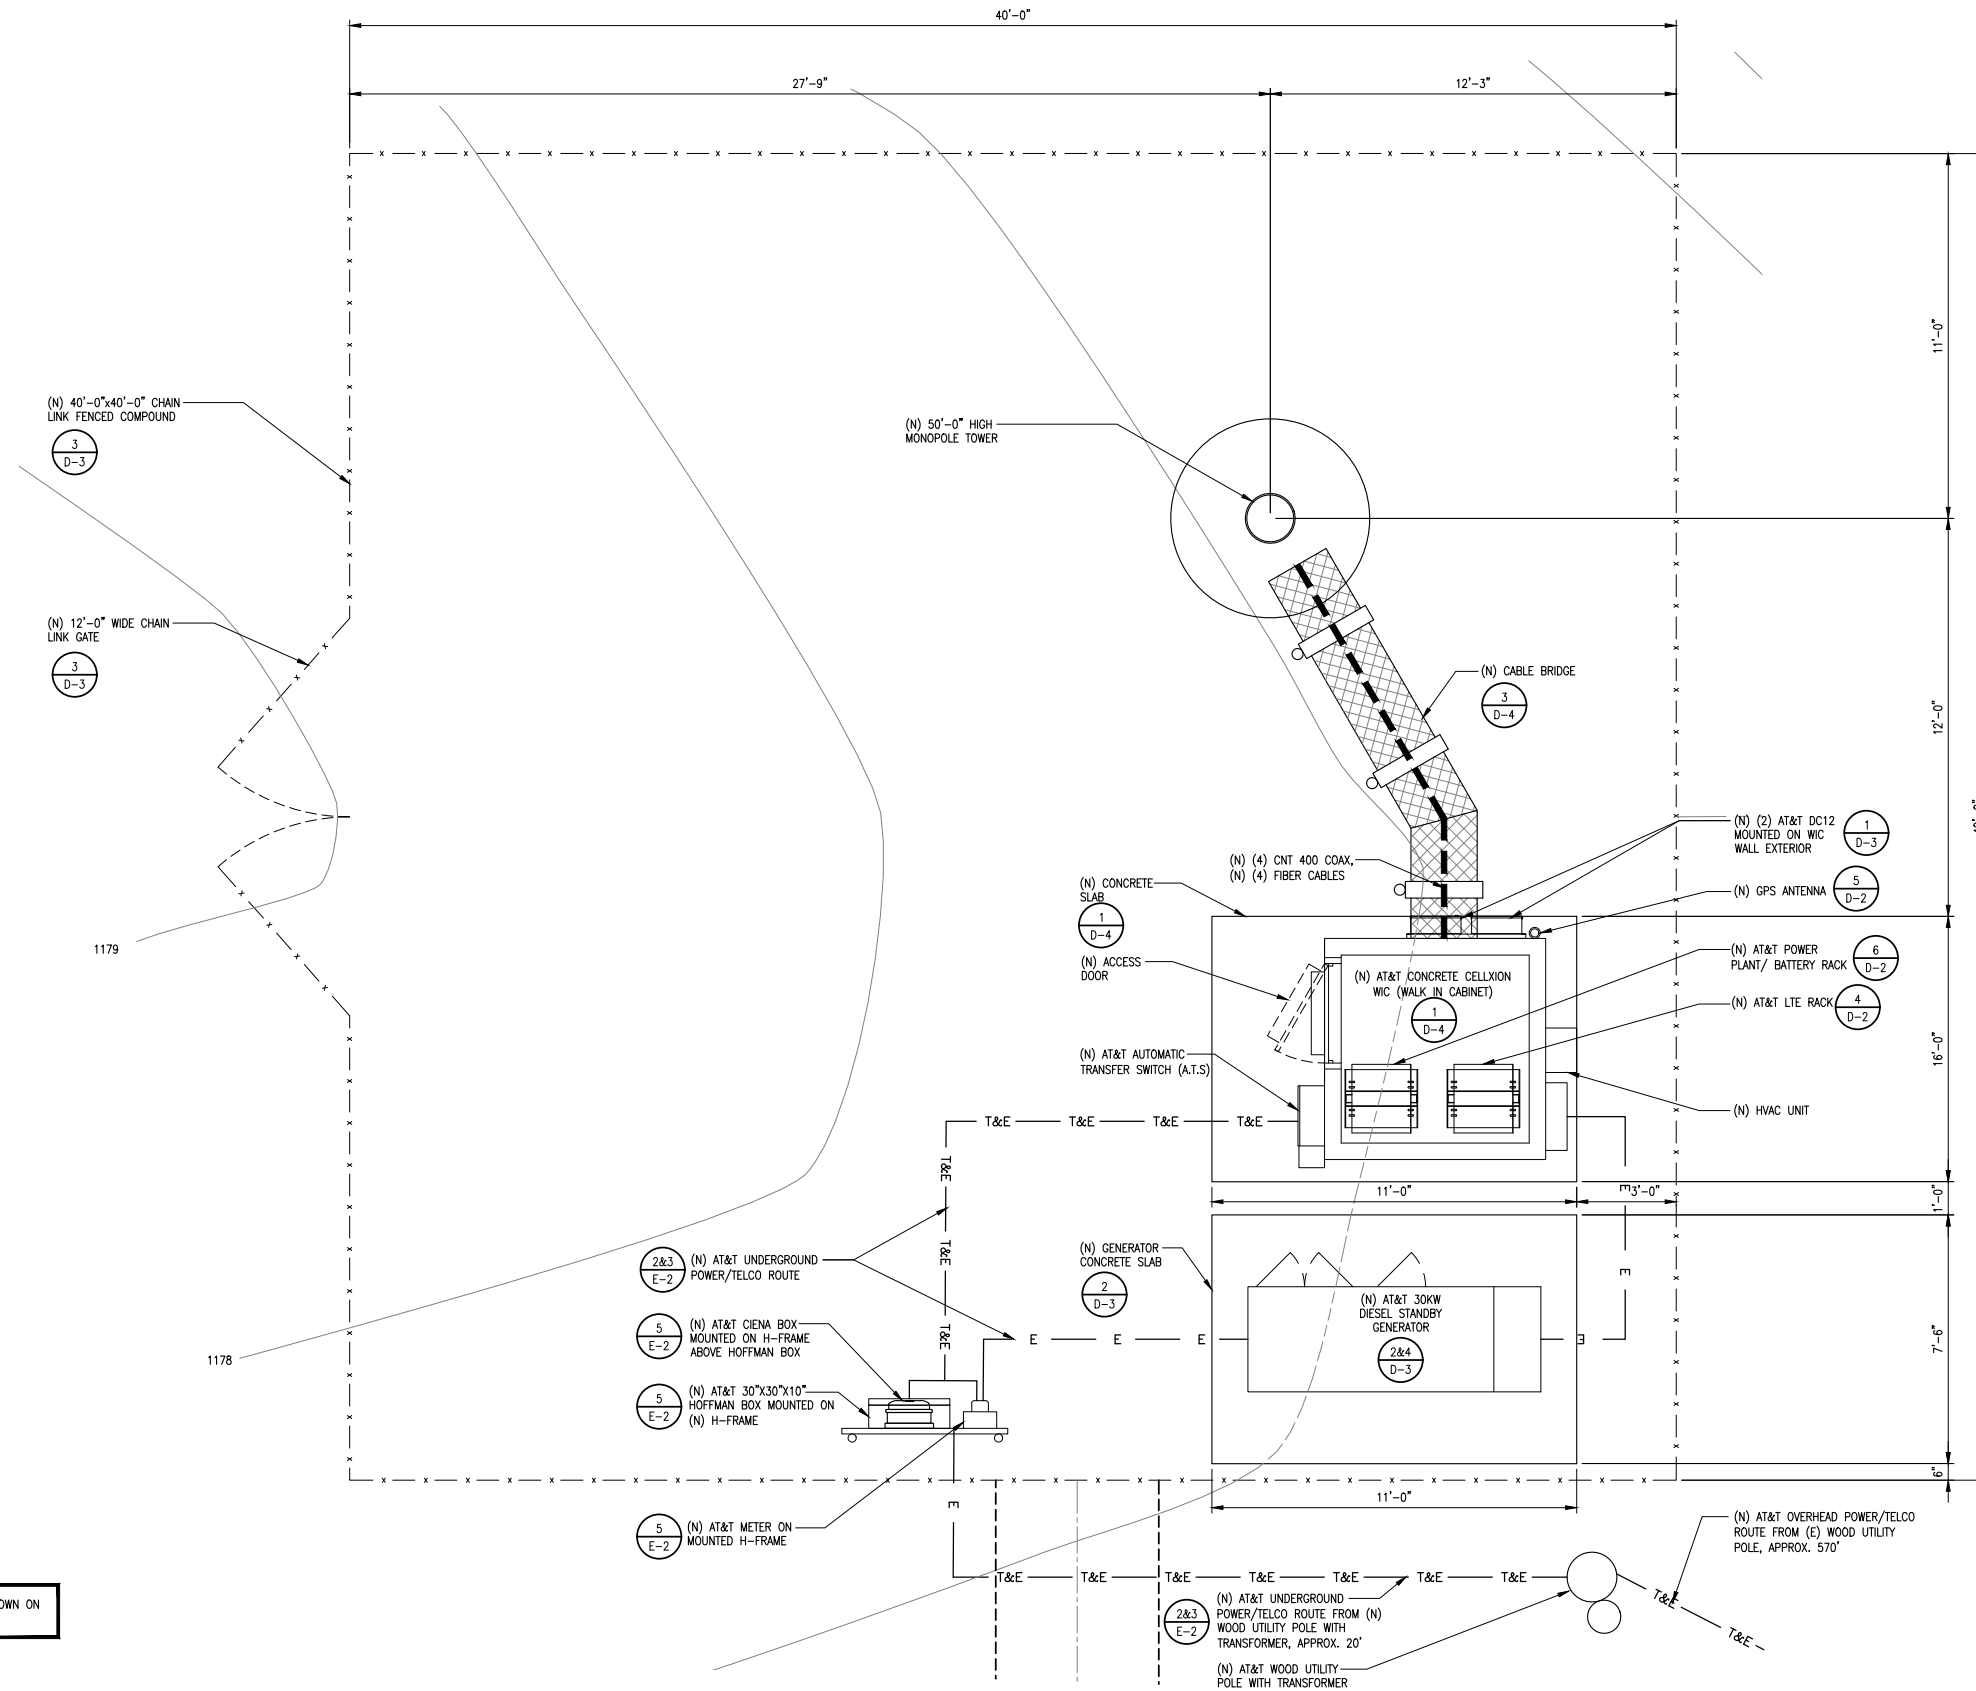 40'-0"
27'-9"
12'-3"
11'-0"
(N) 40'-0"x40'-0" CHAIN
LINK FENCED COMPOUND
3
D-3
(N) 50'-0" HIGH
MONOPOLE TOWER
(N) 12'-0" WIDE CHAIN
LINK GATE
3
D-3
(N) CABLE BRIDGE
3
D-4
12'-0"
(N) (2) AT&T DC12
MOUNTED ON WIC
WALL EXTERIOR
1
D-3
(N) (4) CNT 400 COAX,
(N) (4) FIBER CABLES
(N) CONCRETE
SLAB
1
D-4
(N) GPS ANTENNA
5
D-2
1179
(N) ACCESS
DOOR
(N) AT&T CONCRETE CELLXION
WIC (WALK IN CABINET)
1
D-4
(N) AT&T POWER
PLANT/ BATTERY RACK
6
D-2
(N) AT&T LTE RACK
4
D-2
16'-0"
(N) AT&T AUTOMATIC
TRANSFER SWITCH (A.T.S)
(N) HVAC UNIT
T&E T&E T&E T&E
T&E
T&E
T&E
11'-0"
E
3'-0"
1'-0"
2&3
E-2
(N) AT&T UNDERGROUND
POWER/TELCO ROUTE
(N) GENERATOR
CONCRETE SLAB
2
D-3
(N) AT&T 30KW
DIESEL STANDBY
GENERATOR
2&4
D-3
E
E
E E E
7'-6"
5
E-2
(N) AT&T CIENA BOX
MOUNTED ON H-FRAME
ABOVE HOFFMAN BOX
1178
5
E-2
(N) AT&T 30"X30"X10"
HOFFMAN BOX MOUNTED ON
(N) H-FRAME
6"
11'-0"
E
5
E-2
(N) AT&T METER ON
MOUNTED H-FRAME
(N) AT&T OVERHEAD POWER/TELCO
ROUTE FROM (E) WOOD UTILITY
POLE, APPROX. 570'
T&E T&E T&E T&E T&E T&E T&E
T&E
T&E
2&3
E-2
(N) AT&T UNDERGROUND
POWER/TELCO ROUTE FROM (N)
WOOD UTILITY POLE WITH
TRANSFORMER, APPROX. 20'
(N) AT&T WOOD UTILITY
POLE WITH TRANSFORMER
ON